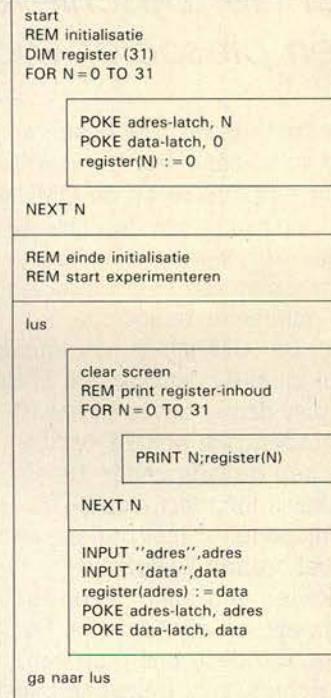 start
REM initialisatie
DIM register (31)
FOR N = 0 TO 31
POKE adres-latch, N
POKE data-latch, 0
register(N) : = 0
NEXT N
REM einde initialisatie
REM start experimenteren
lus
clear screen
REM print register-inhoud
FOR N = 0 TO 31
PRINT N;register(N)
NEXT N
INPUT ''adres'',adres
INPUT ''data'',data
register(adres) : = data
POKE adres-latch, adres
POKE data-latch, data
ga naar lus